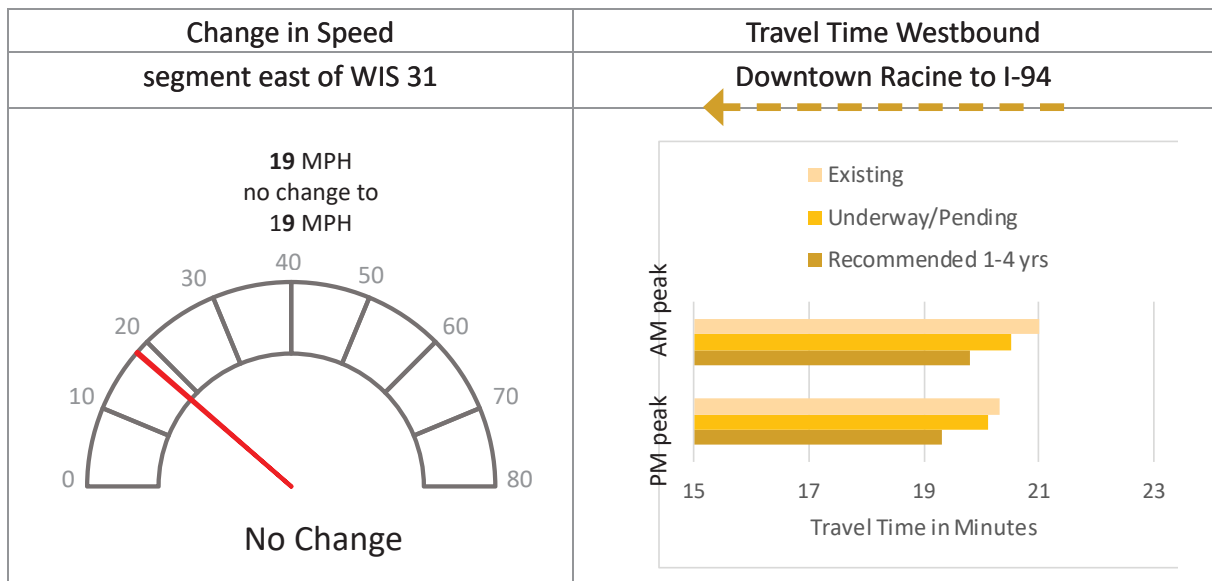 Change in Speed
Travel Time Westbound
segment east of WIS 31
Downtown Racine to I-94
19 MPH
no change to
19 MPH
0
10
20
30
40
50
60
70
80
No Change
Existing
Underway/Pending
Recommended 1-4 yrs
AM peak
PM peak
15
17
19
21
23
Travel Time in Minutes